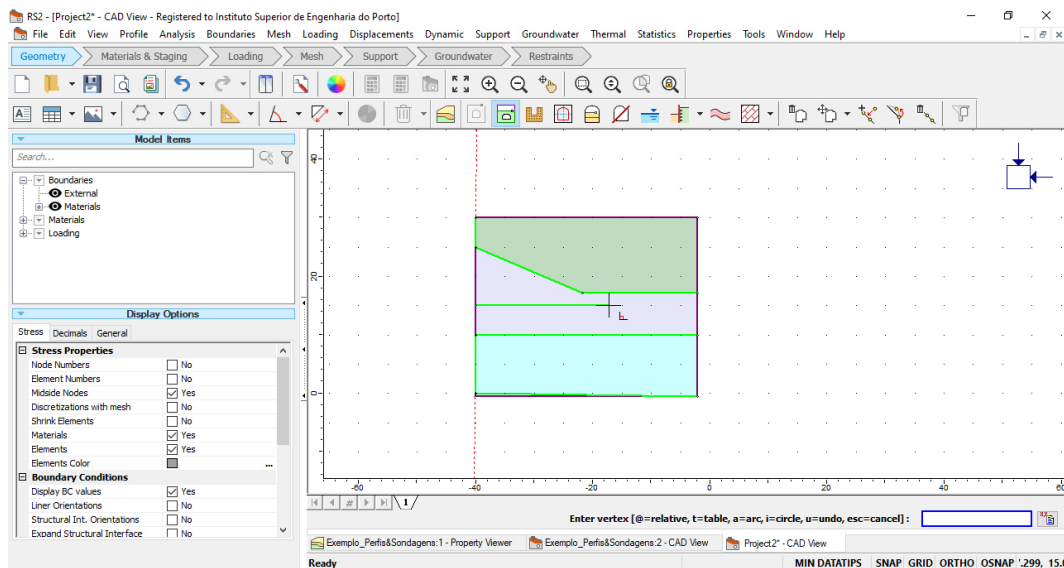 RS2 - [Project2* - CAD View - Registered to Instituto Superior de Engenharia do Porto]
File Edit View Profile Analysis Boundaries Mesh Loading Displacements Dynamic Support Groundwater Thermal Statistics Properties Tools Window Help
Geometry Materials & Staging Loading Mesh Support Groundwater Restraints
Model Items
Search...
Boundaries
External
Materials
Materials
Loading
Display Options
Stress Decimals General
Stress Properties
Node Numbers No
Element Numbers No
Midside Nodes Yes
Discretizations with mesh No
Shrink Elements No
Materials Yes
Elements Yes
Elements Color ...
Boundary Conditions
Display BC values Yes
Liner Orientations No
Structural Int. Orientations No
Expand Structural Interface No
40
20
0
-60 -40 -20 0 20 40 60
1
Enter vertex [@=relative, t=table, a=arc, i=circle, u=undo, esc=cancel] :
Exemplo_Perfis&Sondagens:1 - Property Viewer Exemplo_Perfis&Sondagens:2 - CAD View Project2* - CAD View
Ready MIN DATATIPS SNAP GRID ORTHO OSNAP